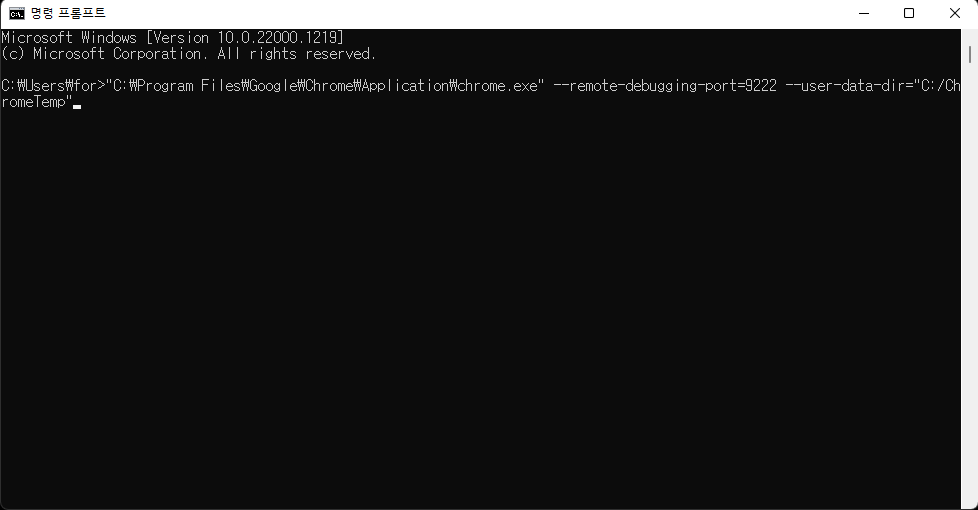 명령 프롬프트
Microsoft Windows [Version 10.0.22000.1219]
(c) Microsoft Corporation. All rights reserved.
C:₩Users₩for>"C:₩Program Files₩Google₩Chrome₩Application₩chrome.exe" --remote-debugging-port=9222 --user-data-dir="C:/Ch
romeTemp"